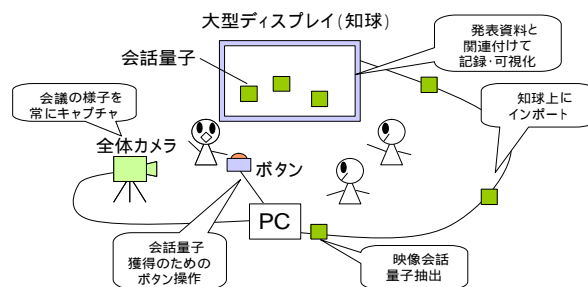 大型ディスプレイ(知球)
会話量子
発表資料と
関連付けて
記録・可視化
会議の様子を
常にキャプチャ
全体カメラ
知球上に
インポート
ボタン
PC
会話量子
獲得のための
ボタン操作
映像会話
量子抽出